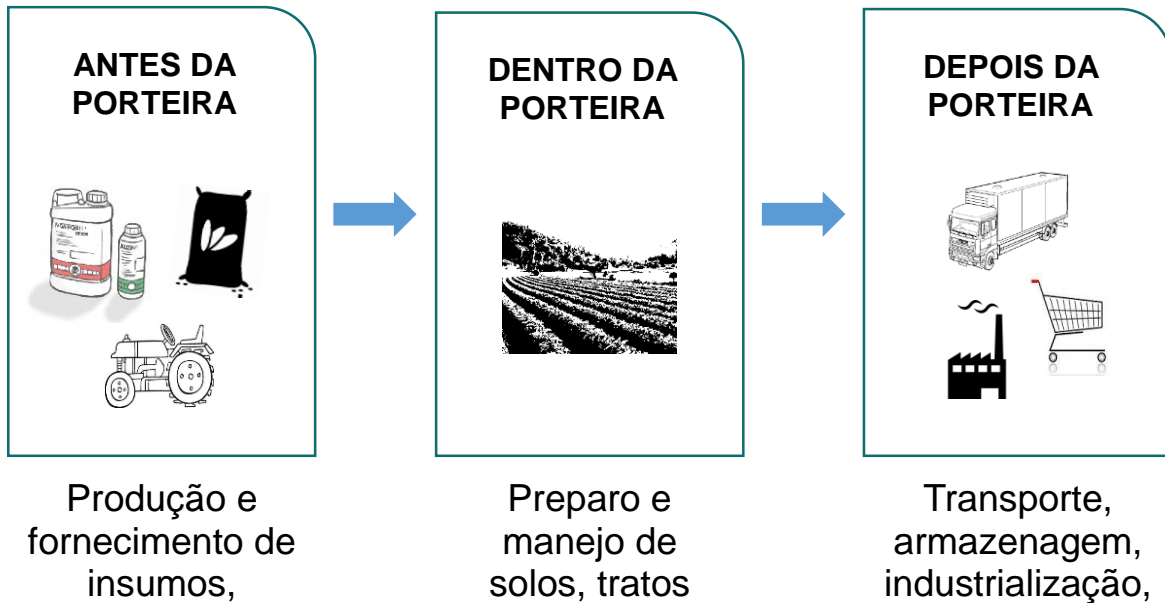 ANTES DA
PORTEIRA
Produção e
fornecimento de
insumos,
DENTRO DA
PORTEIRA
Preparo e
manejo de
solos, tratos
DEPOIS DA
PORTEIRA
Transporte,
armazenagem,
industrialização,